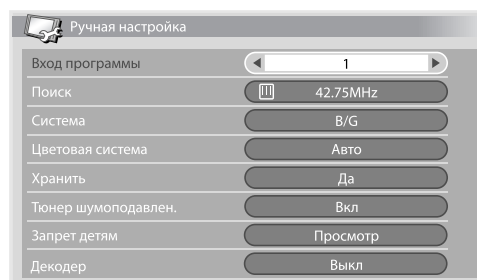 Ручная настройка
Вход программы 1
Поиск 42.75MHz
Система B/G
Цветовая система Авто
Хранить Да
Тюнер шумоподавлен. Вкл
Запрет детям Просмотр
Декодер Выкл